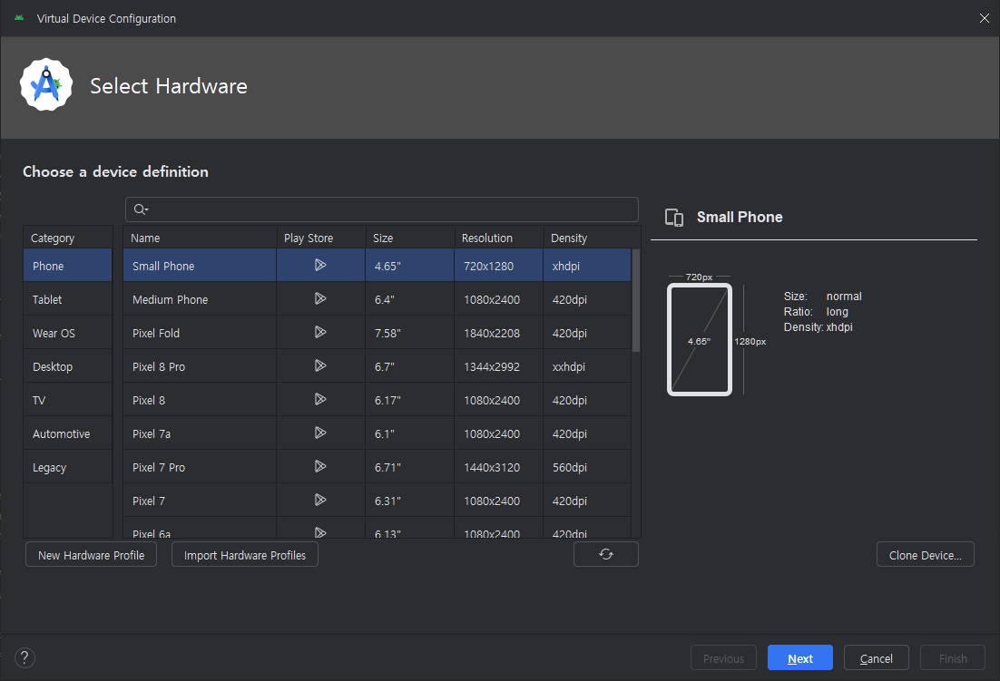 Virtual Device Configuration
Select Hardware
Choose a device definition
Small Phone
Category
Phone
Tablet
Wear OS
Desktop
TV
Automotive
Legacy
Name Play Store Size Resolution Density
Small Phone 4.65" 720x1280 xhdpi
Medium Phone 6.4" 1080x2400 420dpi
Pixel Fold 7.58" 1840x2208 420dpi
Pixel 8 Pro 6.7" 1344x2992 xxhdpi
Pixel 8 6.17" 1080x2400 420dpi
Pixel 7a 6.1" 1080x2400 420dpi
Pixel 7 Pro 6.71" 1440x3120 560dpi
Pixel 7 6.31" 1080x2400 420dpi
Pixel 6a 6.13" 1080x2400 420dpi
720px
4.65"
1280px
Size: normal
Ratio: long
Density: xhdpi
New Hardware Profile Import Hardware Profiles Clone Device...
? Previous Next Cancel Finish